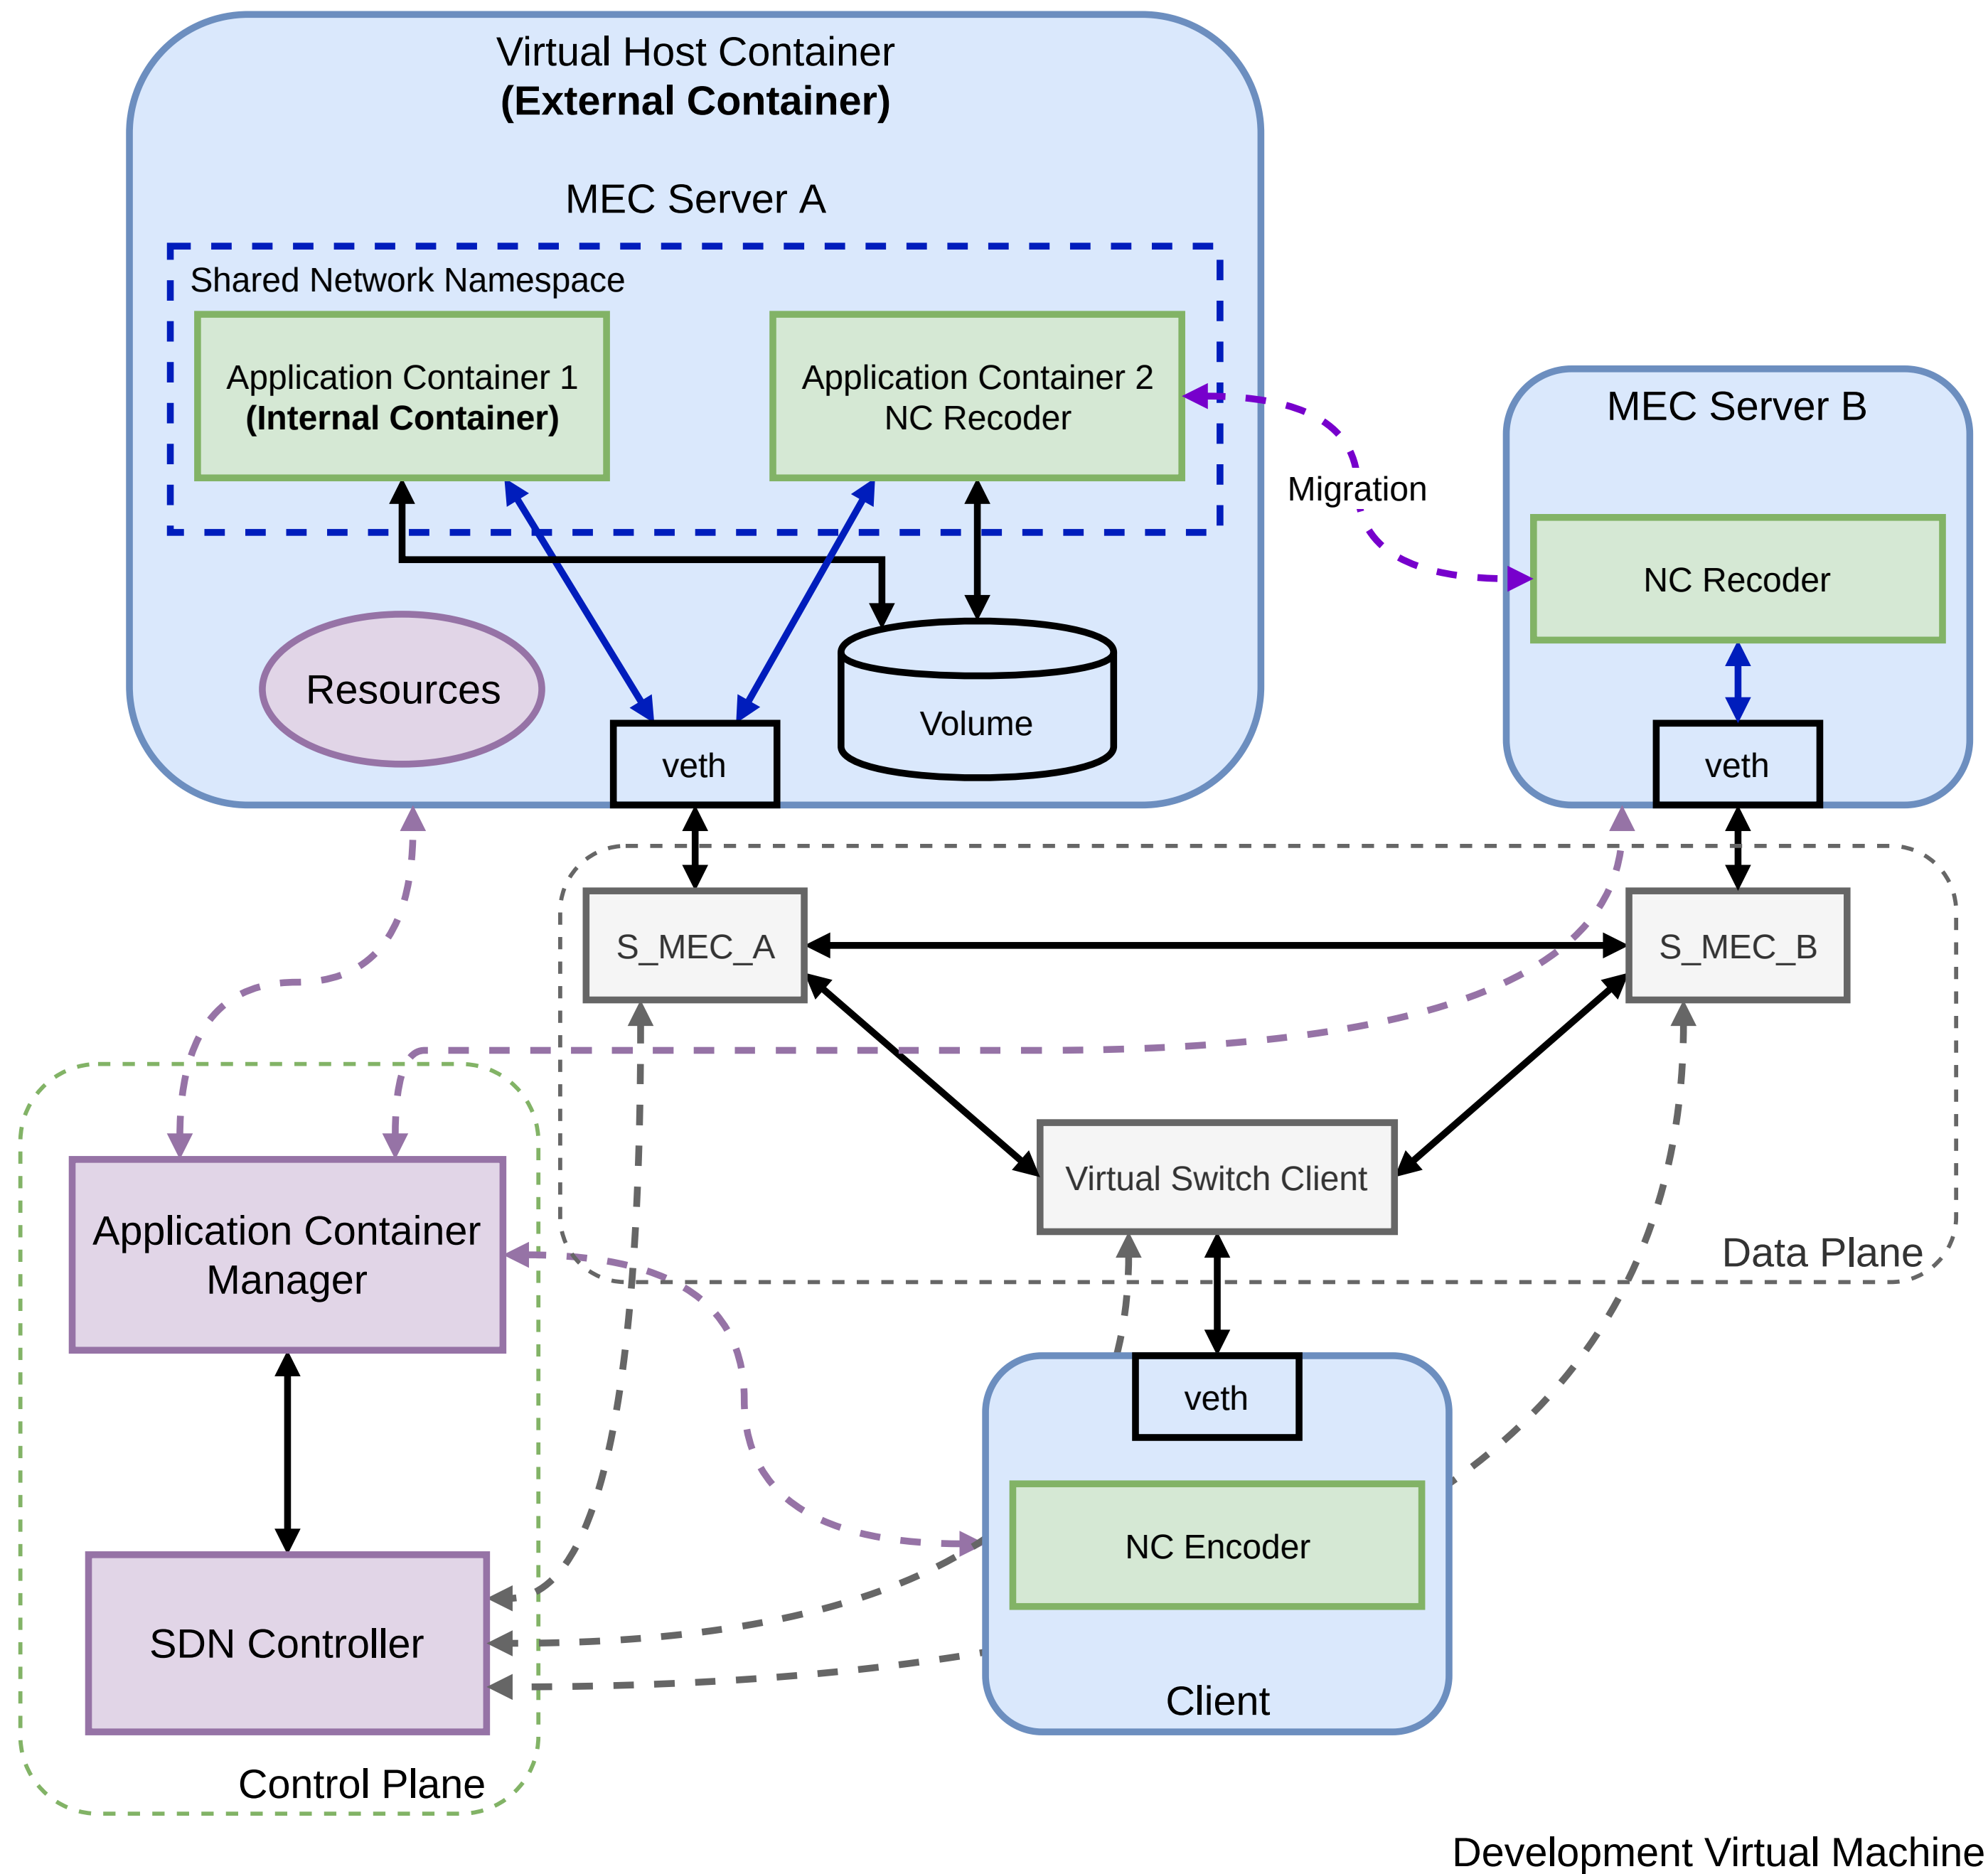 Virtual Host Container
(External Container)
MEC Server A
Shared Network Namespace
Application Container 1
(Internal Container)
Application Container 2
NC Recoder
MEC Server B
Migration
NC Recoder
Resources
Volume
veth
veth
S_MEC_A
S_MEC_B
Virtual Switch Client
Data Plane
Application Container
Manager
veth
NC Encoder
SDN Controller
Client
Control Plane
Development Virtual Machine